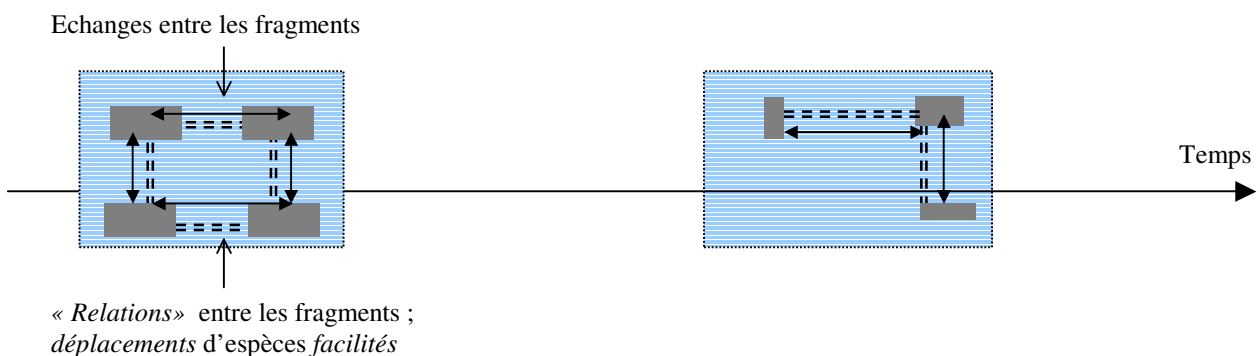 Echanges entre les fragments
Temps
« Relations» entre les fragments ;
déplacements d'espèces facilités